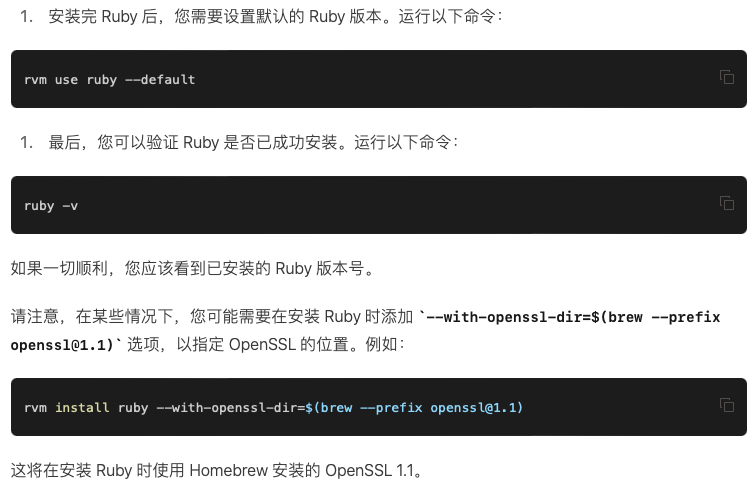 1. 安装完 Ruby 后，您需要设置默认的 Ruby 版本。运行以下命令：
rvm use ruby --default
1. 最后，您可以验证 Ruby 是否已成功安装。运行以下命令：
ruby -v
如果一切顺利，您应该看到已安装的 Ruby 版本号。
请注意，在某些情况下，您可能需要在安装 Ruby 时添加 `--with-openssl-dir=$(brew --prefix
openssl@1.1)` 选项，以指定 OpenSSL 的位置。例如：
rvm install ruby --with-openssl-dir=$(brew --prefix openssl@1.1)
这将在安装 Ruby 时使用 Homebrew 安装的 OpenSSL 1.1。